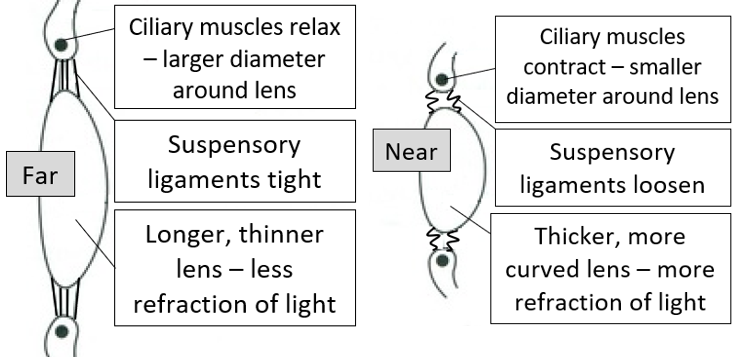 Ciliary muscles relax
– larger diameter
around lens
Suspensory
ligaments tight
Far
Longer, thinner
lens – less
refraction of light
Ciliary muscles
contract – smaller
diameter around lens
Near
Suspensory
ligaments loosen
Thicker, more
curved lens – more
refraction of light